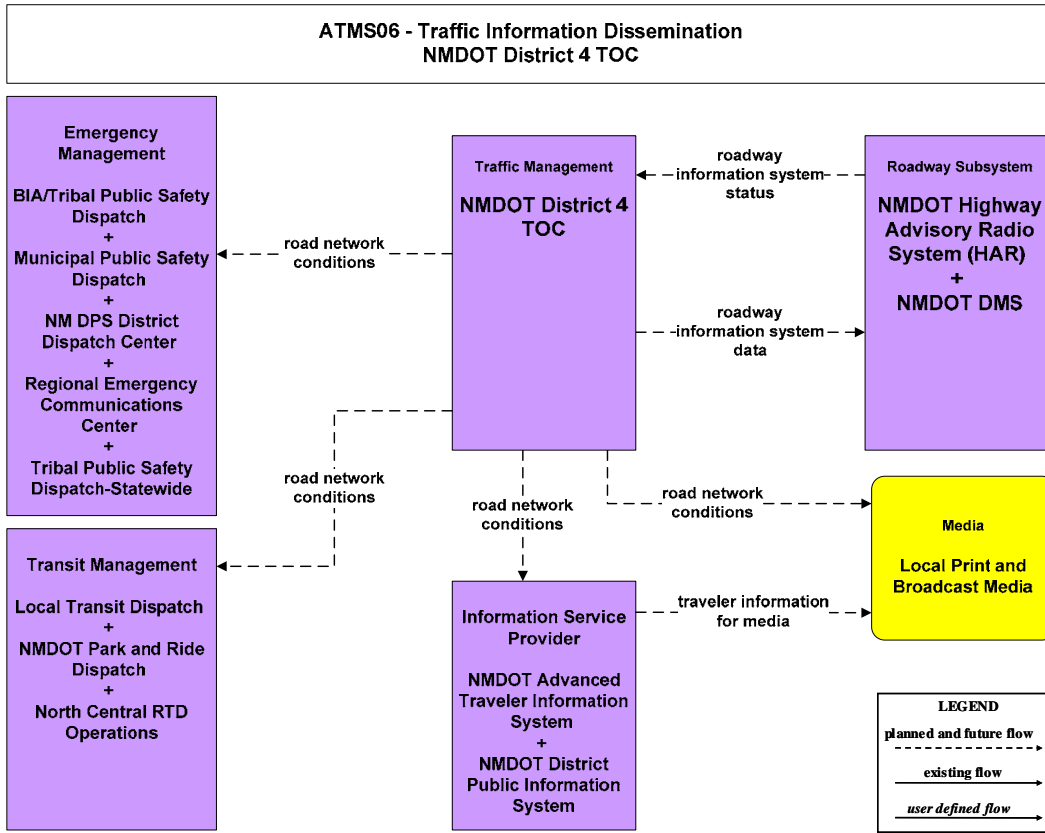 ATMS06 - Traffic Information Dissemination
NMDOT District 4 TOC
Emergency
Management
BIA/Tribal Public Safety
Dispatch
+
Municipal Public Safety
Dispatch
+
NM DPS District
Dispatch Center
+
Regional Emergency
Communications
Center
+
Tribal Public Safety
Dispatch-Statewide
road network
conditions
Traffic Management
NMDOT District 4
TOC
roadway
information system
status
roadway
information system
data
Roadway Subsystem
NMDOT Highway
Advisory Radio
System (HAR)
+
NMDOT DMS
Transit Management
Local Transit Dispatch
+
NMDOT Park and Ride
Dispatch
+
North Central RTD
Operations
road network
conditions
road network
conditions
road network
conditions
Media
Local Print and
Broadcast Media
Information Service
Provider
NMDOT Advanced
Traveler Information
System
+
NMDOT District
Public Information
System
traveler information
for media
LEGEND
planned and future flow
existing flow
user defined flow